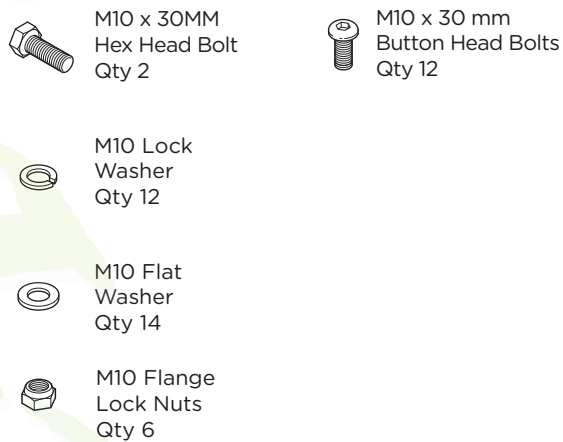 M10 x 30MM
Hex Head Bolt
Qty 2
M10 x 30 mm
Button Head Bolts
Qty 12
M10 Lock
Washer
Qty 12
M10 Flat
Washer
Qty 14
M10 Flange
Lock Nuts
Qty 6